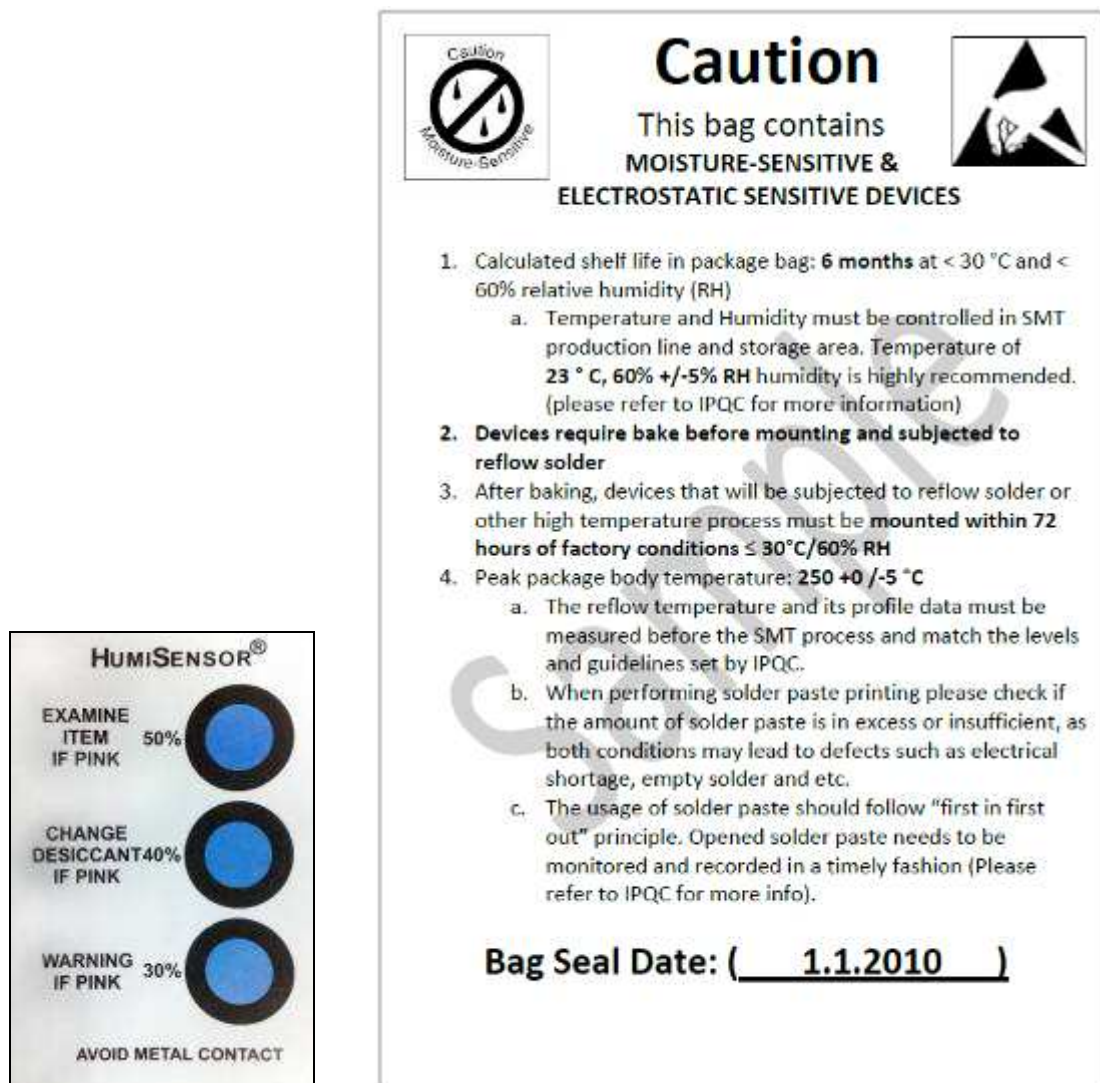 Caution
Moisture-Sensitive
Caution
This bag contains
MOISTURE-SENSITIVE &
ELECTROSTATIC SENSITIVE DEVICES
1. Calculated shelf life in package bag: 6 months at < 30 °C and <
60% relative humidity (RH)
a. Temperature and Humidity must be controlled in SMT
production line and storage area. Temperature of
23 ° C, 60% +/-5% RH humidity is highly recommended.
(please refer to IPQC for more information)
2. Devices require bake before mounting and subjected to
reflow solder
3. After baking, devices that will be subjected to reflow solder or
other high temperature process must be mounted within 72
hours of factory conditions ≤ 30°C/60% RH
4. Peak package body temperature: 250 +0 /-5 °C
a. The reflow temperature and its profile data must be
measured before the SMT process and match the levels
and guidelines set by IPQC.
b. When performing solder paste printing please check if
the amount of solder paste is in excess or insufficient, as
both conditions may lead to defects such as electrical
shortage, empty solder and etc.
c. The usage of solder paste should follow “first in first
out” principle. Opened solder paste needs to be
monitored and recorded in a timely fashion (Please
refer to IPQC for more info).
Bag Seal Date: ( 1.1.2010 )
Sample
HUMISENSOR®
EXAMINE
ITEM 50%
IF PINK
CHANGE
DESICCANT 40%
IF PINK
WARNING 30%
IF PINK
AVOID METAL CONTACT